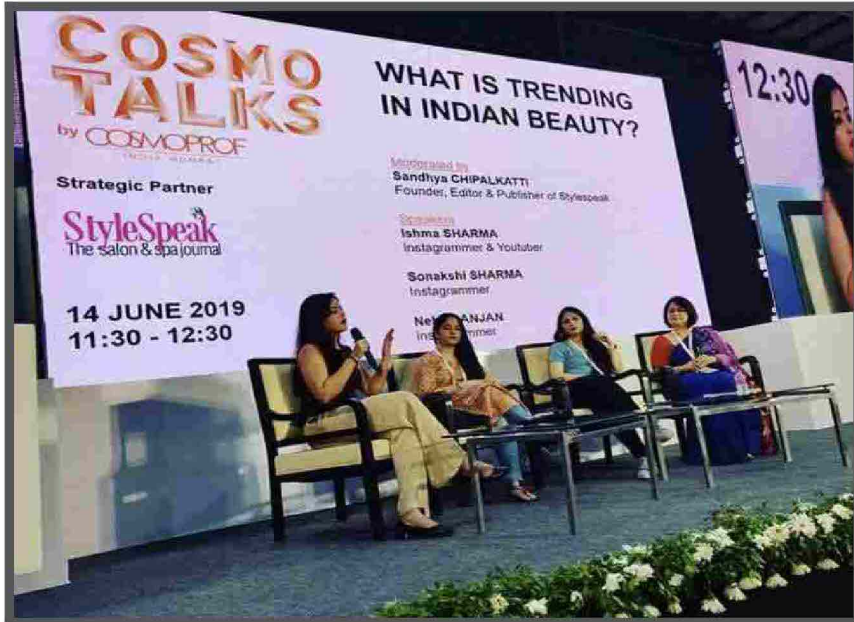 COSMO
TALKS
by COSMOPROF
INDIA MUMBAI
Strategic Partner
StyleSpeak
The salon & spa journal
14 JUNE 2019
11:30 - 12:30
WHAT IS TRENDING
IN INDIAN BEAUTY?
Moderated by
Sandhya CHIPALKATTI
Founder, Editor & Publisher of Stylespeak
Speakers
Ishma SHARMA
Instagrammer & Youtuber
Sonakshi SHARMA
Instagrammer
12:30